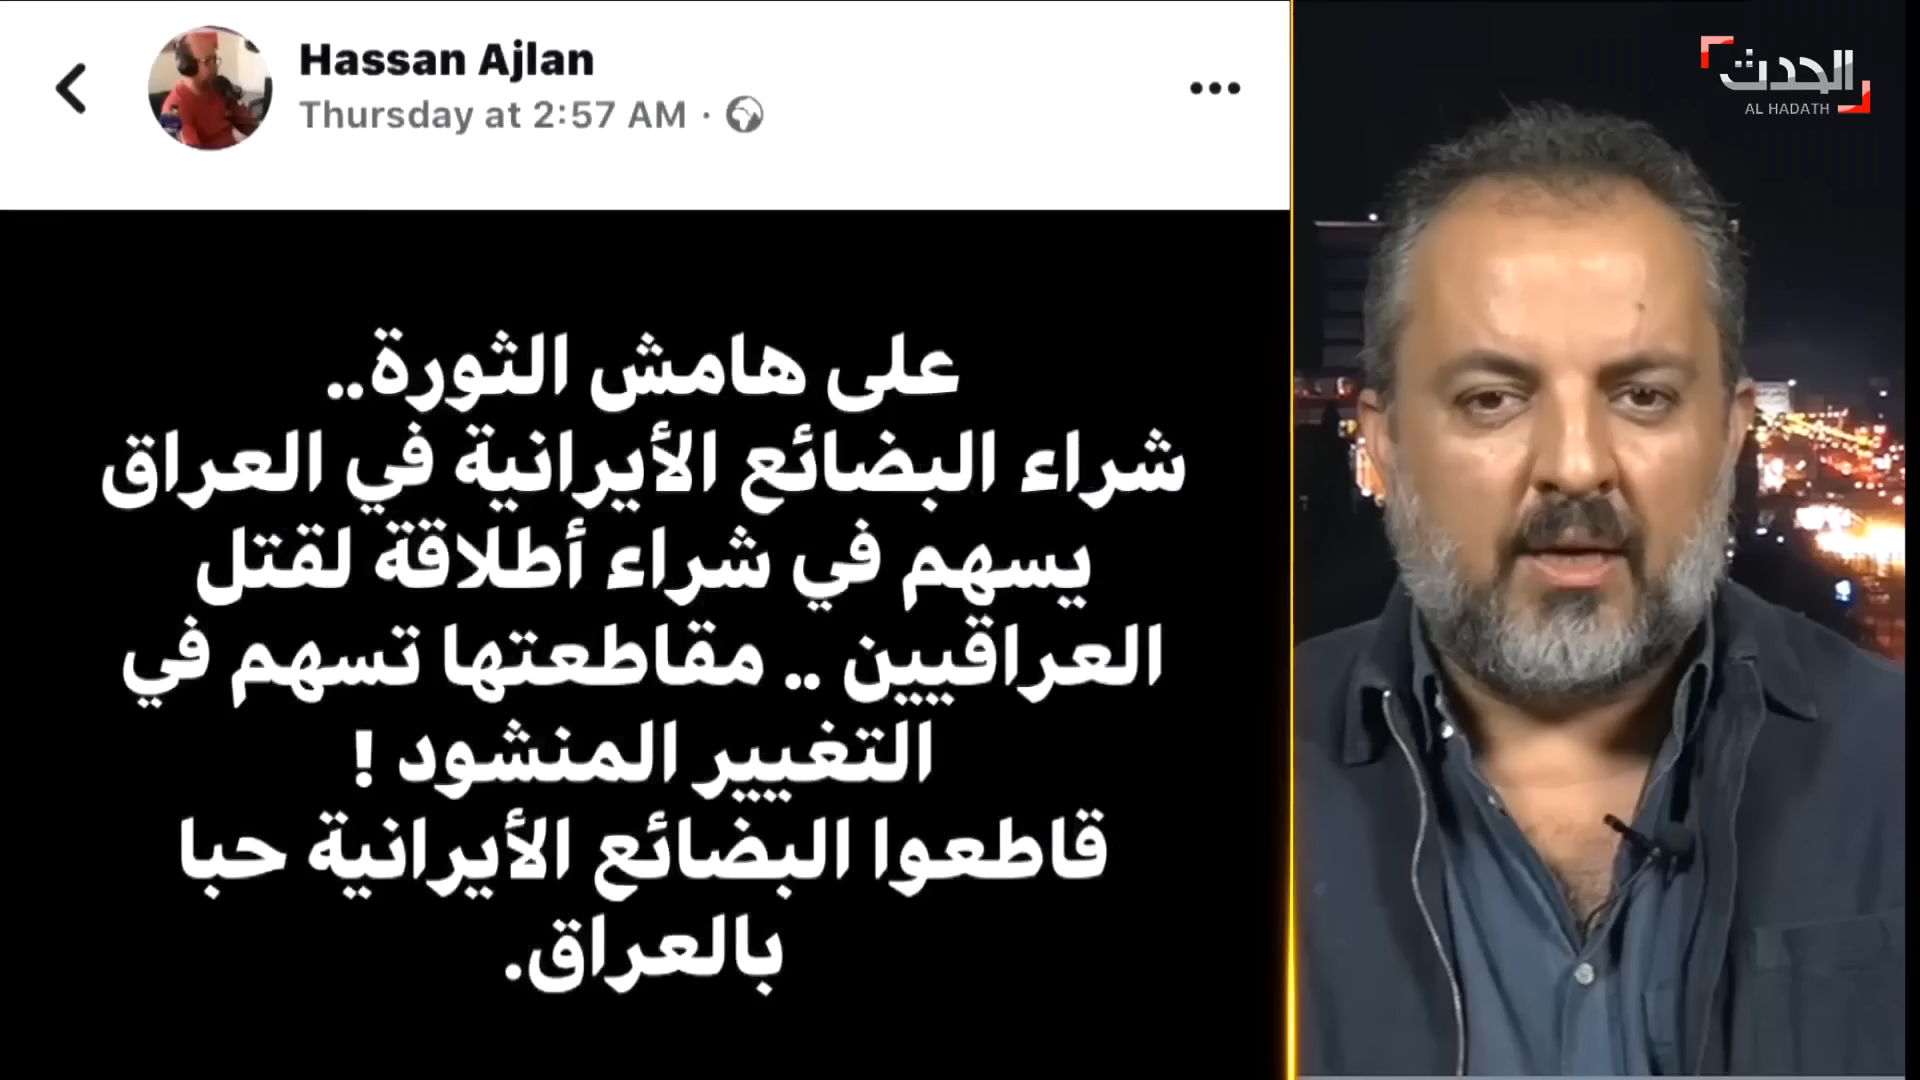 Hassan Ajlan
Thursday at 2:57 AM ·
الحدث
AL HADATH
على هامش الثورة..
شراء البضائع الأيرانية في العراق
يسهم في شراء أطلاقة لقتل
العراقيين .. مقاطعتها تسهم في
التغيير المنشود !
قاطعوا البضائع الأيرانية حبا
بالعراق.